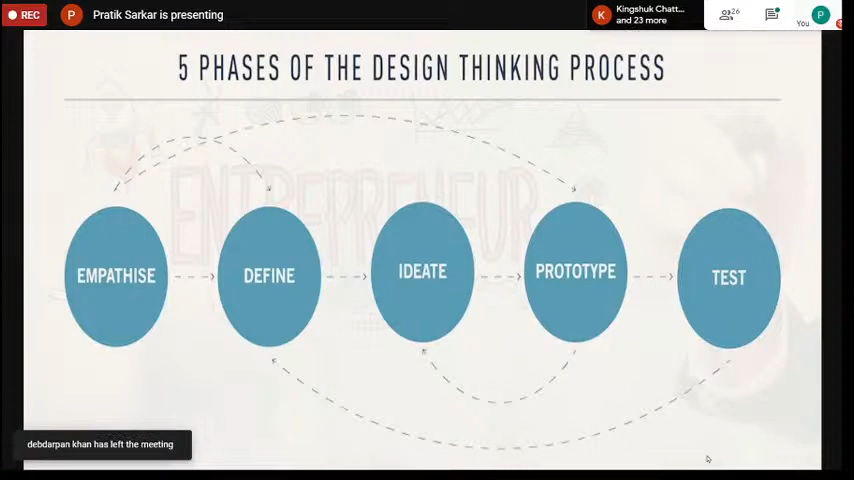 REC
P
Pratik Sarkar is presenting
K
Kingshuk Chatt...
and 23 more
26
You
P
5 PHASES OF THE DESIGN THINKING PROCESS
ENTREPRENEUR
EMPATHISE
DEFINE
IDEATE
PROTOTYPE
TEST
debdarpan khan has left the meeting